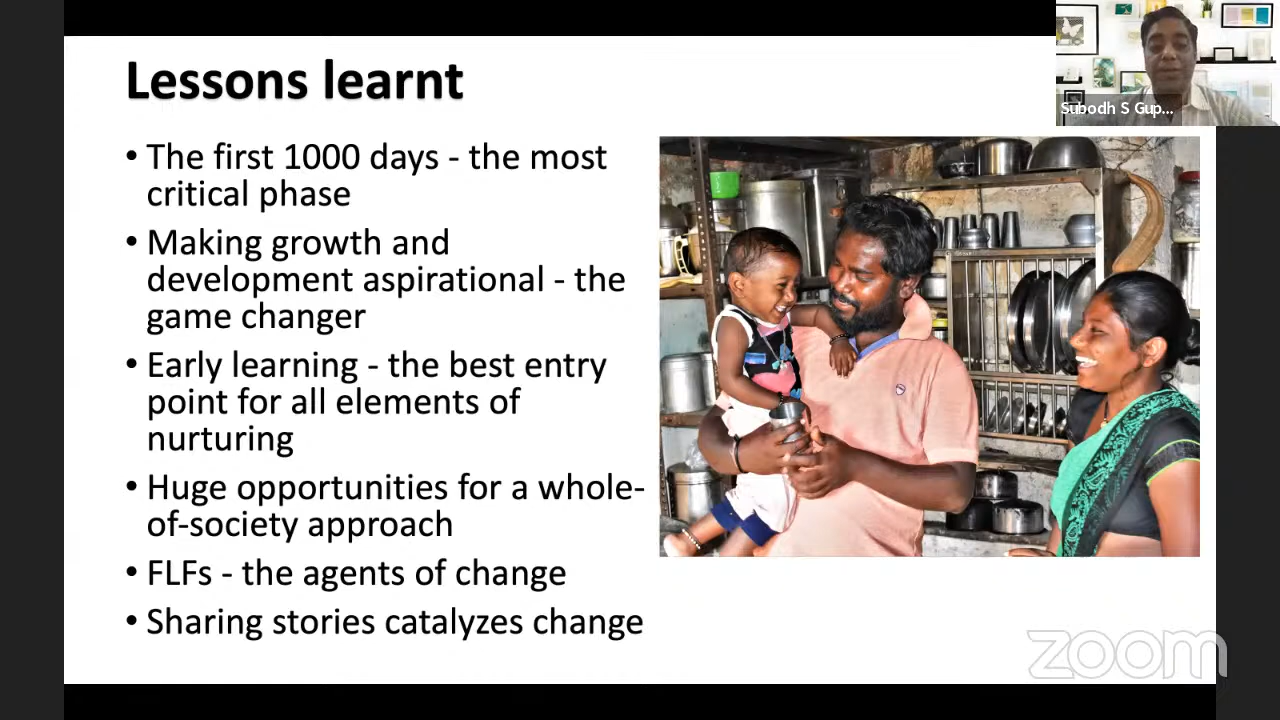 Lessons learnt
Subodh S Gup...
• The first 1000 days - the most
critical phase
• Making growth and
development aspirational - the
game changer
• Early learning - the best entry
point for all elements of
nurturing
• Huge opportunities for a whole-
of-society approach
• FLFs - the agents of change
• Sharing stories catalyzes change
zoom